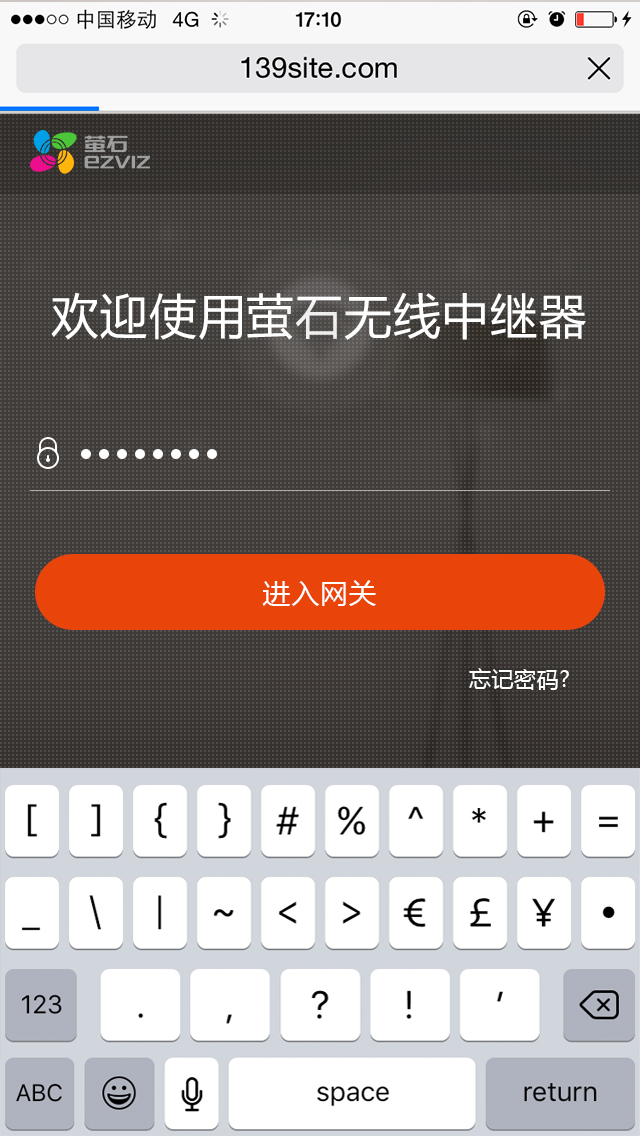 中国移动 4G 17:10
139site.com
萤石
ezviz
欢迎使用萤石无线中继器
••••••••
进入网关
忘记密码?
[ ] { } # % ^ * + =
_ \ | ~ < > € £ ¥ •
123 . , ? ! ′
ABC space return